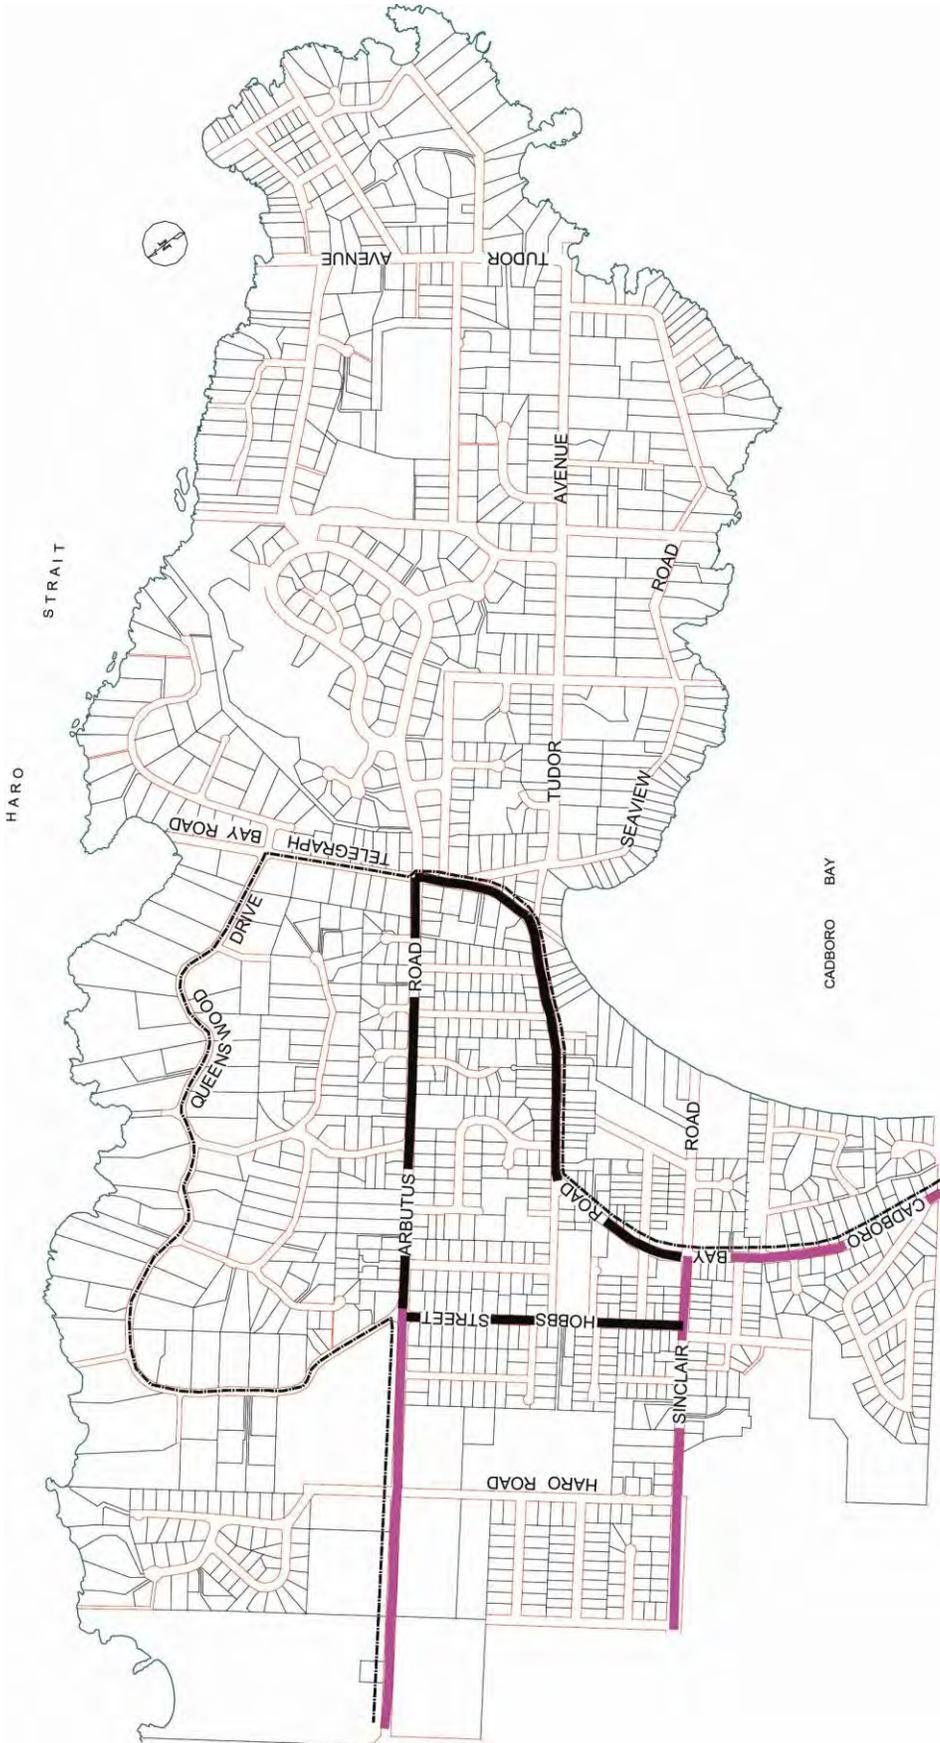 TUDOR AVENUE
STRAIT
HARO
AVENUE
TUDOR
ROAD
SEAVIEW
TELEGRAPH BAY ROAD
QUEENSWOOD DRIVE
ARBUTUS ROAD
CADBORO BAY
CADBORO BAY ROAD
HOBBS STREET
SINCLAIR ROAD
HARO ROAD